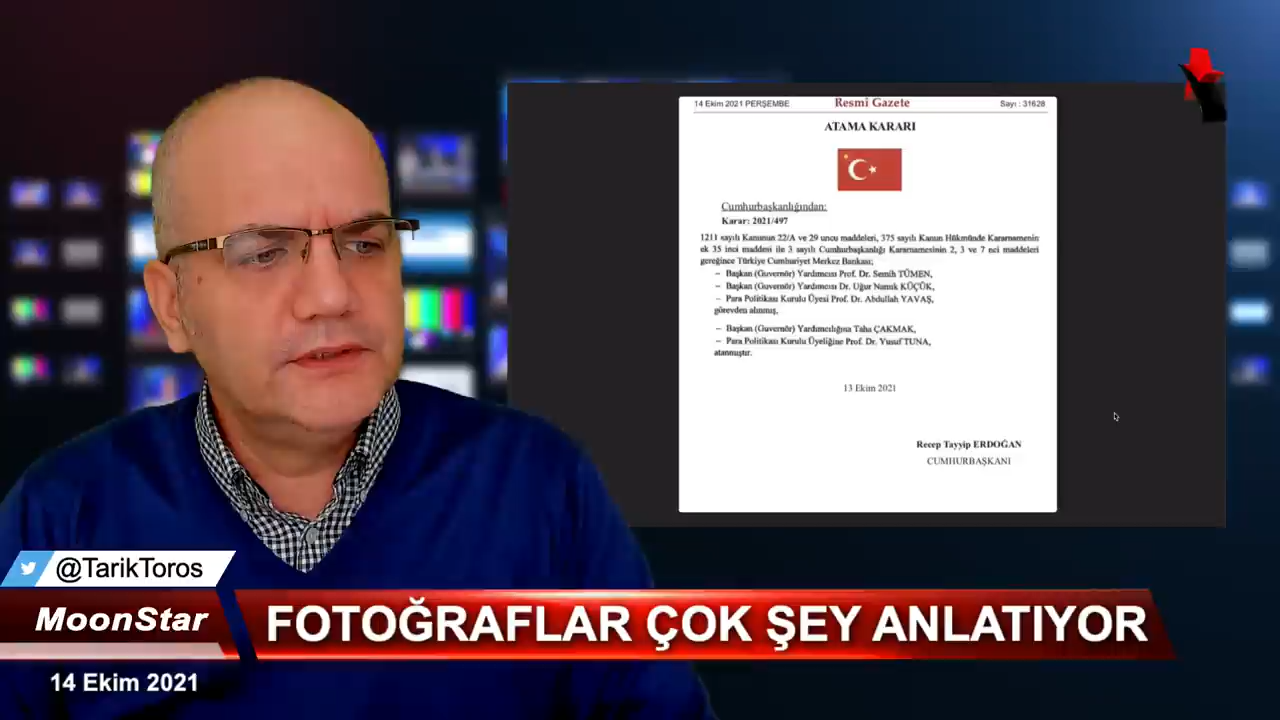 14 Ekim 2021 PERŞEMBE
Resmî Gazete
Sayı : 31628
ATAMA KARARI
Cumhurbaşkanlığından:
Karar: 2021/497
1211 sayılı Kanunun 22/A ve 29 uncu maddeleri, 375 sayılı Kanun Hükmünde Kararnamenin
ek 35 inci maddesi ile 3 sayılı Cumhurbaşkanlığı Kararnamesinin 2, 3 ve 7 nci maddeleri
gereğince Türkiye Cumhuriyet Merkez Bankası;
– Başkan (Guvernör) Yardımcısı Prof. Dr. Semih TÜMEN,
– Başkan (Guvernör) Yardımcısı Dr. Uğur Namık KÜÇÜK,
– Para Politikası Kurulu Üyesi Prof. Dr. Abdullah YAVAŞ,
görevden alınmış,
– Başkan (Guvernör) Yardımcılığına Taha ÇAKMAK,
– Para Politikası Kurulu Üyeliğine Prof. Dr. Yusuf TUNA,
atanmıştır.
13 Ekim 2021
Recep Tayyip ERDOĞAN
CUMHURBAŞKANI
@TarikToros
MoonStar
FOTOĞRAFLAR ÇOK ŞEY ANLATIYOR
14 Ekim 2021